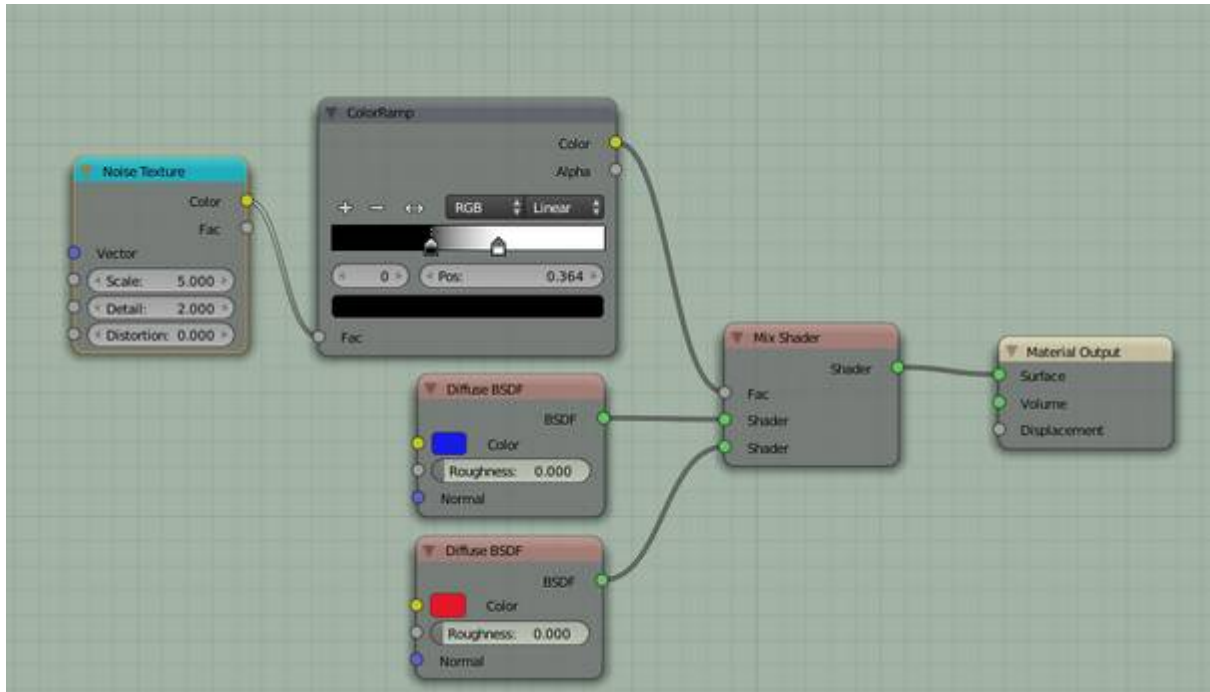 Noise Texture
Color
Fac
Vector
Scale: 5.000
Detail: 2.000
Distortion: 0.000
ColorRamp
Color
Alpha
RGB
Linear
0
Pos: 0.364
Fac
Diffuse BSDF
BSDF
Color
Roughness: 0.000
Normal
Diffuse BSDF
BSDF
Color
Roughness: 0.000
Normal
Mix Shader
Shader
Fac
Shader
Shader
Material Output
Surface
Volume
Displacement